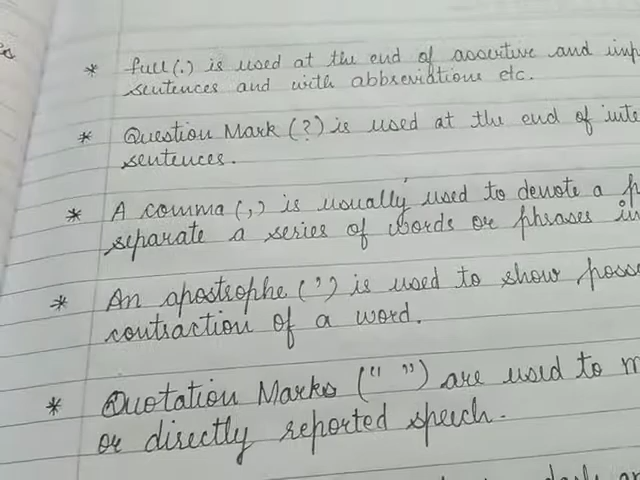 * full(.) is used at the end of assertive and imp
sentences and with abbreviations etc.
* Question Mark (?) is used at the end of inte
sentences.
* A comma (,) is usually used to denote a p
separate a series of words or phrases in
* An apostrophe (') is used to show posse
contraction of a word.
* Quotation Marks (" ") are used to m
or directly reported speech.